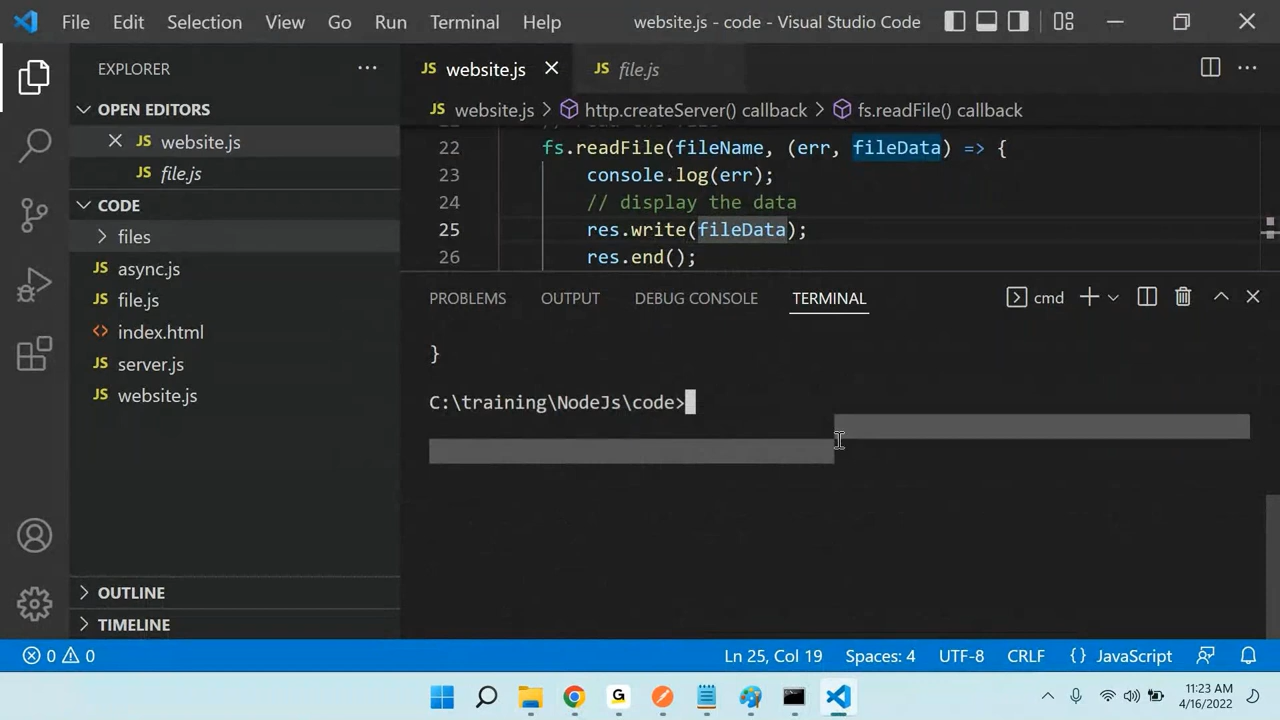 File Edit Selection View Go Run Terminal Help website.js - code - Visual Studio Code
EXPLORER
OPEN EDITORS
JS website.js
JS file.js
CODE
files
JS async.js
JS file.js
<> index.html
JS server.js
JS website.js
OUTLINE
TIMELINE
JS website.js JS file.js
JS website.js > http.createServer() callback > fs.readFile() callback
22 fs.readFile(fileName, (err, fileData) => {
23 console.log(err);
24 // display the data
25 res.write(fileData);
26 res.end();
PROBLEMS OUTPUT DEBUG CONSOLE TERMINAL cmd
}
C:\training\NodeJs\code>
0 0 Ln 25, Col 19 Spaces: 4 UTF-8 CRLF {} JavaScript
G
11:23 AM
4/16/2022